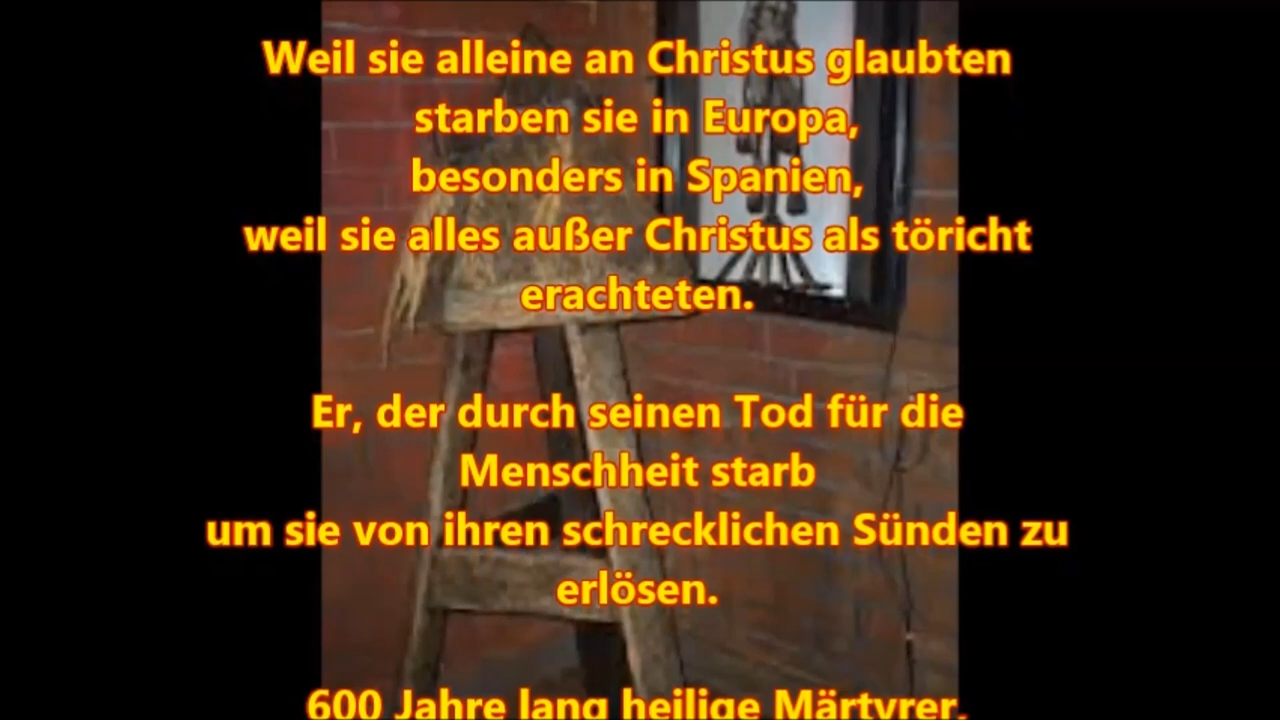 Weil sie alleine an Christus glaubten
starben sie in Europa,
besonders in Spanien,
weil sie alles außer Christus als töricht
erachteten.
Er, der durch seinen Tod für die
Menschheit starb
um sie von ihren schrecklichen Sünden zu
erlösen.
600 Jahre lang heilige Märtyrer,